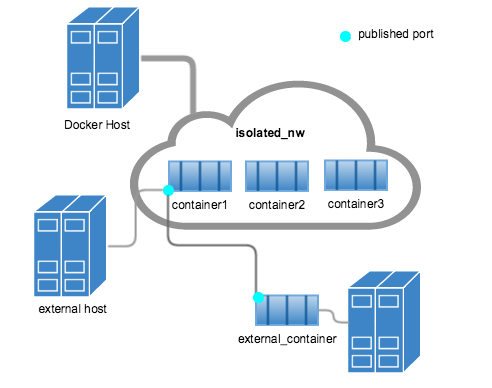 published port
Docker Host
isolated_nw
container1
container2
container3
external host
external_container